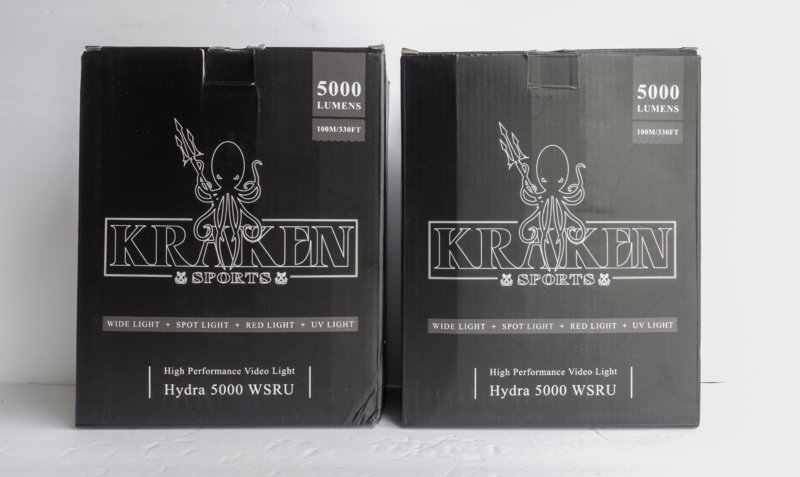 5000
LUMENS
100M/330FT
KRAKEN
SPORTS
WIDE LIGHT + SPOT LIGHT + RED LIGHT + UV LIGHT
High Performance Video Light
Hydra 5000 WSRU
5000
LUMENS
100M/330FT
KRAKEN
SPORTS
WIDE LIGHT + SPOT LIGHT + RED LIGHT + UV LIGHT
High Performance Video Light
Hydra 5000 WSRU